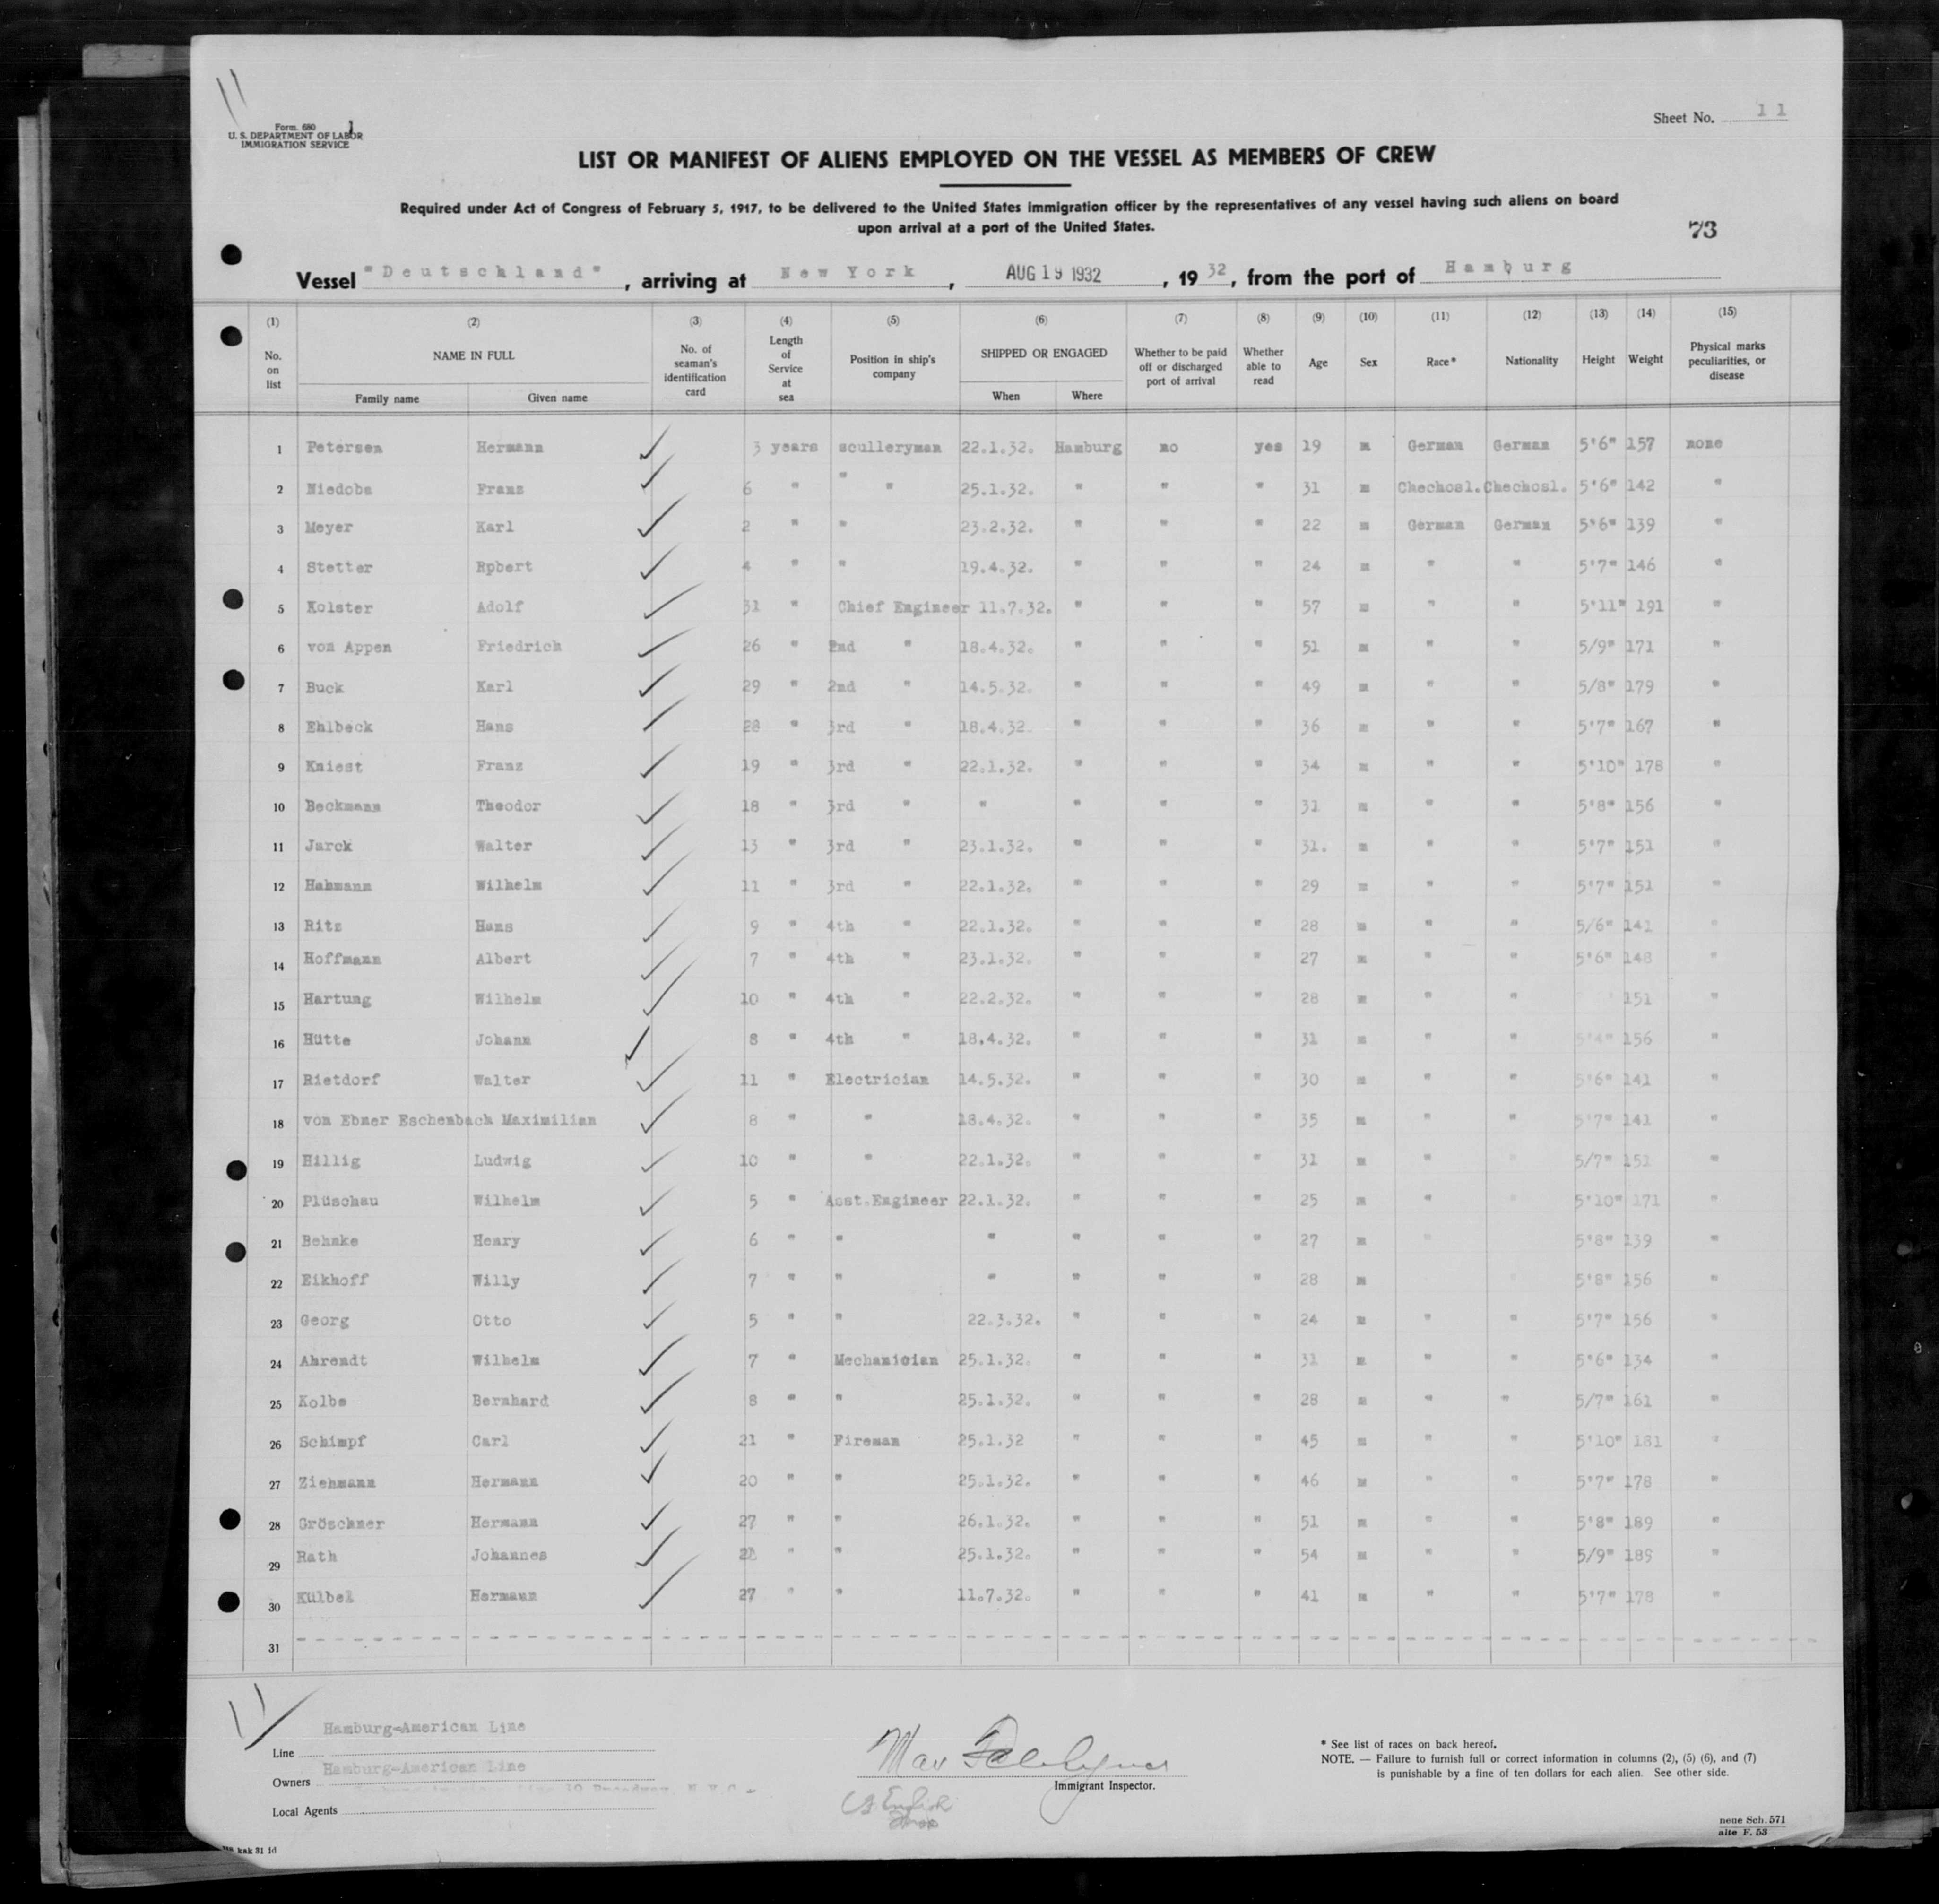 Form 680
U. S. DEPARTMENT OF LABOR
IMMIGRATION SERVICE
Sheet No. 11
LIST OR MANIFEST OF ALIENS EMPLOYED ON THE VESSEL AS MEMBERS OF CREW
Required under Act of Congress of February 5, 1917, to be delivered to the United States immigration officer by the representatives of any vessel having such aliens on board
upon arrival at a port of the United States.
73
Vessel "Deutschland", arriving at New York, AUG 19 1932, 1932, from the port of Hamburg
(1) (2) (3) (4) (5) (6) (7) (8) (9) (10) (11) (12) (13) (14) (15)
No. on list NAME IN FULL Family name Given name No. of seaman's identification card Length of Service at sea Position in ship's company SHIPPED OR ENGAGED When Where Whether to be paid off or discharged port of arrival Whether able to read Age Sex Race* Nationality Height Weight Physical marks peculiarities, or disease
1 Petersen Hermann 3 years sculleryman 22.1.32. Hamburg no yes 19 m German German 5'6" 157 none
2 Niedoba Franz 6 " " " 25.1.32. " " " 31 m Chechosl. Chechosl. 5'6" 142 "
3 Meyer Karl 2 " " 23.2.32. " " " 22 m German German 5'6" 139 "
4 Stetter Rpbert 4 " " 19.4.32. " " " 24 m " " 5'7" 146 "
5 Kolster Adolf 31 " Chief Engineer 11.7.32. " " " 57 m " " 5'11" 191 "
6 von Appen Friedrich 26 " 2nd " 18.4.32. " " " 51 m " " 5/9" 171 "
7 Buck Karl 29 " 2nd " 14.5.32. " " " 49 m " " 5/8" 179 "
8 Ehlbeck Hans 28 " 3rd " 18.4.32. " " " 36 m " " 5'7" 167 "
9 Kniest Franz 19 " 3rd " 22.1.32. " " " 34 m " " 5'10" 178 "
10 Beckmann Theodor 18 " 3rd " " " " " 31 m " " 5'8" 156 "
11 Jarck Walter 13 " 3rd " 23.1.32. " " " 31. m " " 5'7" 151 "
12 Hahmann Wilhelm 11 " 3rd " 22.1.32. " " " 29 m " " 5'7" 151 "
13 Ritz Hans 9 " 4th " 22.1.32. " " " 28 m " " 5/6" 141 "
14 Hoffmann Albert 7 " 4th " 23.1.32. " " " 27 m " " 5'6" 148 "
15 Hartung Wilhelm 10 " 4th " 22.2.32. " " " 28 m " " 151 "
16 Hütte Johann 8 " 4th " 18.4.32. " " " 31 m " " 5'4" 156 "
17 Rietdorf Walter 11 " Electrician 14.5.32. " " " 30 m " " 5'6" 141 "
18 von Ebner Eschenbach Maximilian 8 " " 18.4.32. " " " 35 m " " 5'7" 141 "
19 Hillig Ludwig 10 " " 22.1.32. " " " 31 m " " 5/7" 151 "
20 Plüschau Wilhelm 5 " Asst.Engineer 22.1.32. " " " 25 m " " 5'10" 171 "
21 Behnke Henry 6 " " " " " " 27 m " 5'8" 139 "
22 Eikhoff Willy 7 " " " " " " 28 m " 5'8" 156 "
23 Georg Otto 5 " " 22.3.32. " " " 24 m " " 5'7" 156 "
24 Ahrendt Wilhelm 7 " Mechanician 25.1.32. " " " 31 m " " 5'6" 134 "
25 Kolbe Bernhard 8 " " 25.1.32. " " " 28 m " " 5/7" 161 "
26 Schimpf Carl 21 " Fireman 25.1.32 " " " 45 m " " 5'10" 181 "
27 Ziehmann Hermann 20 " " 25.1.32. " " " 46 m " " 5'7" 178 "
28 Gröschner Hermann 27 " " 26.1.32. " " " 51 m " " 5'8" 189 "
29 Rath Johannes " " 25.1.32. " " " 54 m " " 5/9" 189 "
30 Külbel Hermann 27 " " 11.7.32. " " " 41 m " " 5'7" 178 "
31
Line Hamburg-American Line
Owners Hamburg-American Line
Local Agents
Max
Immigrant Inspector.
* See list of races on back hereof.
NOTE. — Failure to furnish full or correct information in columns (2), (5) (6), and (7)
is punishable by a fine of ten dollars for each alien. See other side.
neue Sch. 571
alte F. 53
kak 31 1d